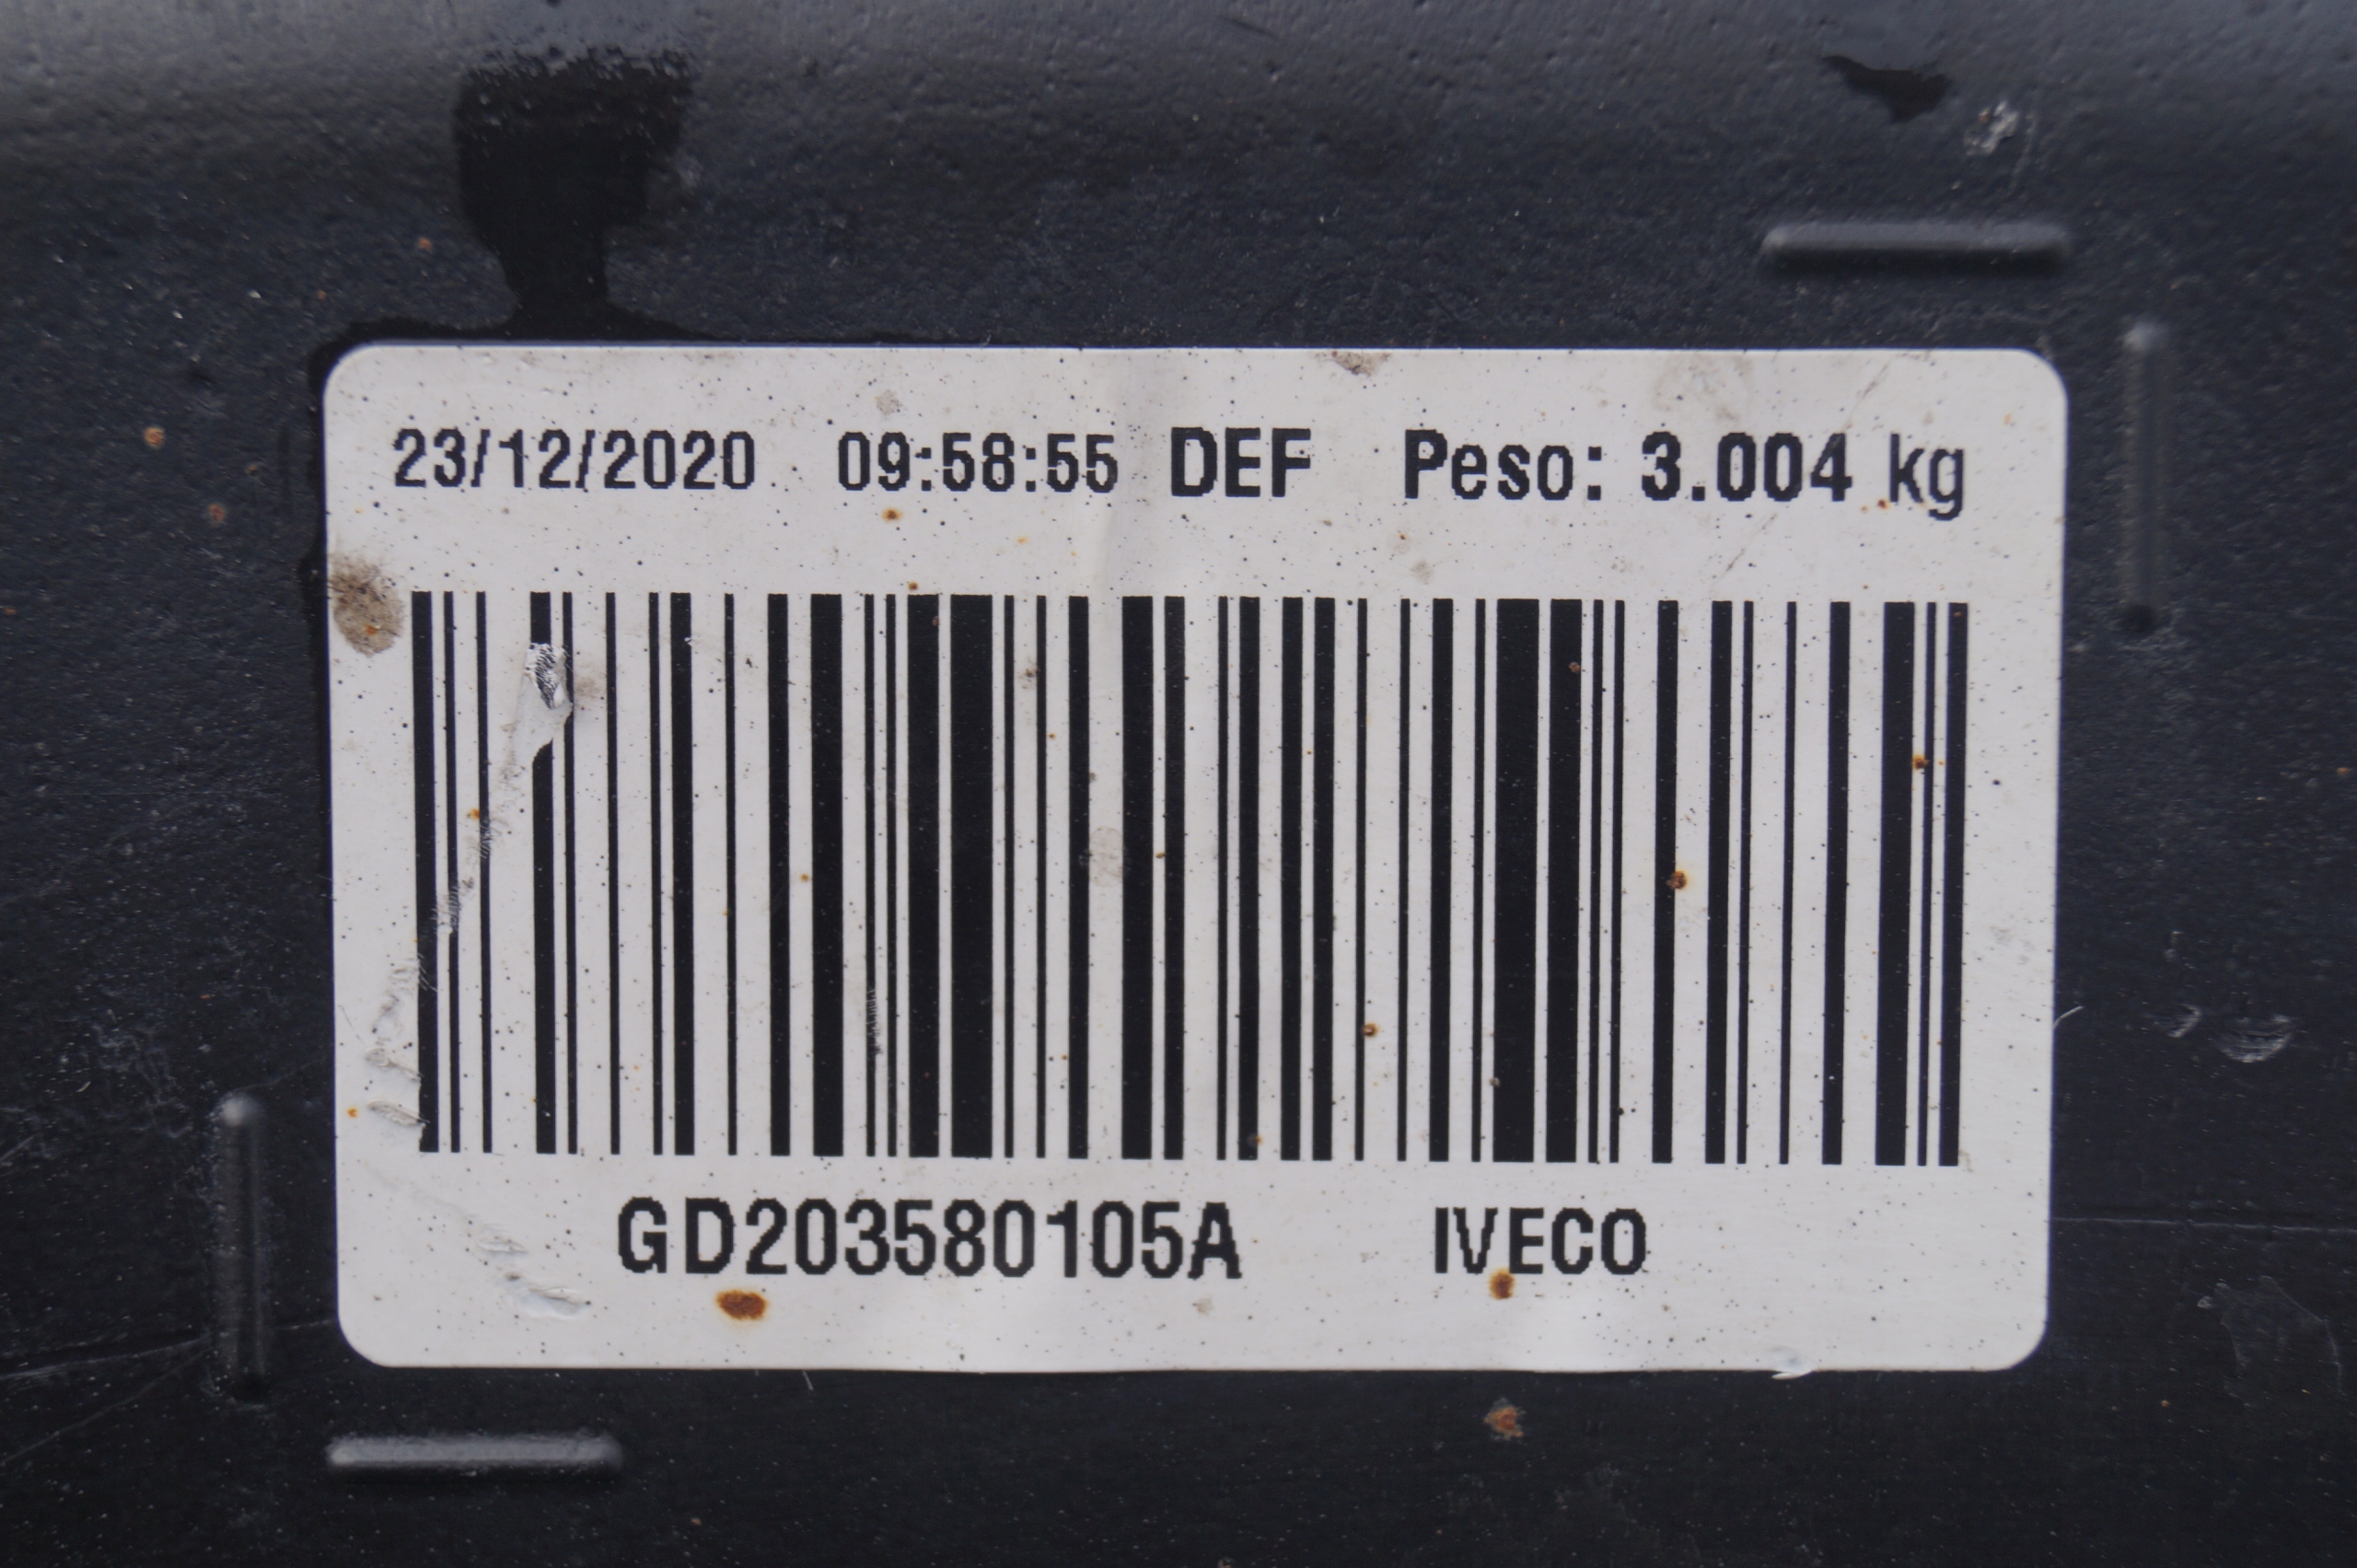 23/12/2020 09:58:55 DEF Peso: 3.004 kg
GD203580105A IVECO